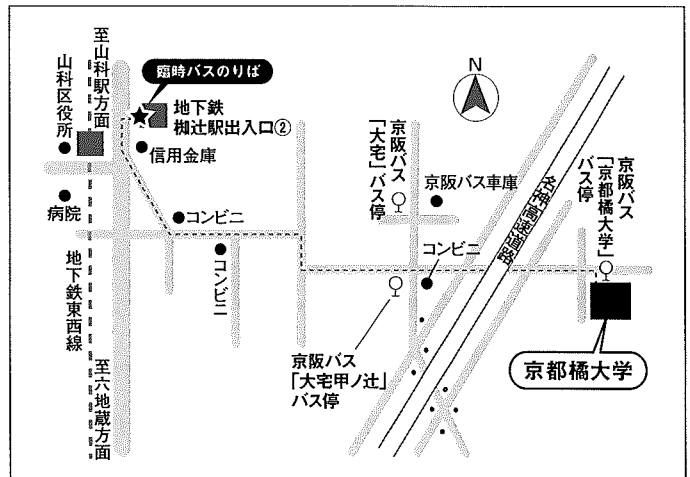 至山科駅方面
山科区役所
臨時バスのりば
地下鉄
椥辻駅出入口②
信用金庫
病院
コンビニ
コンビニ
地下鉄東西線
至六地蔵方面
京阪バス
「大宅」バス停
京阪バス車庫
コンビニ
京阪バス
「大宅甲ノ辻」
バス停
N
名神高速道路
京阪バス
「京都橘大学」
バス停
京都橘大学